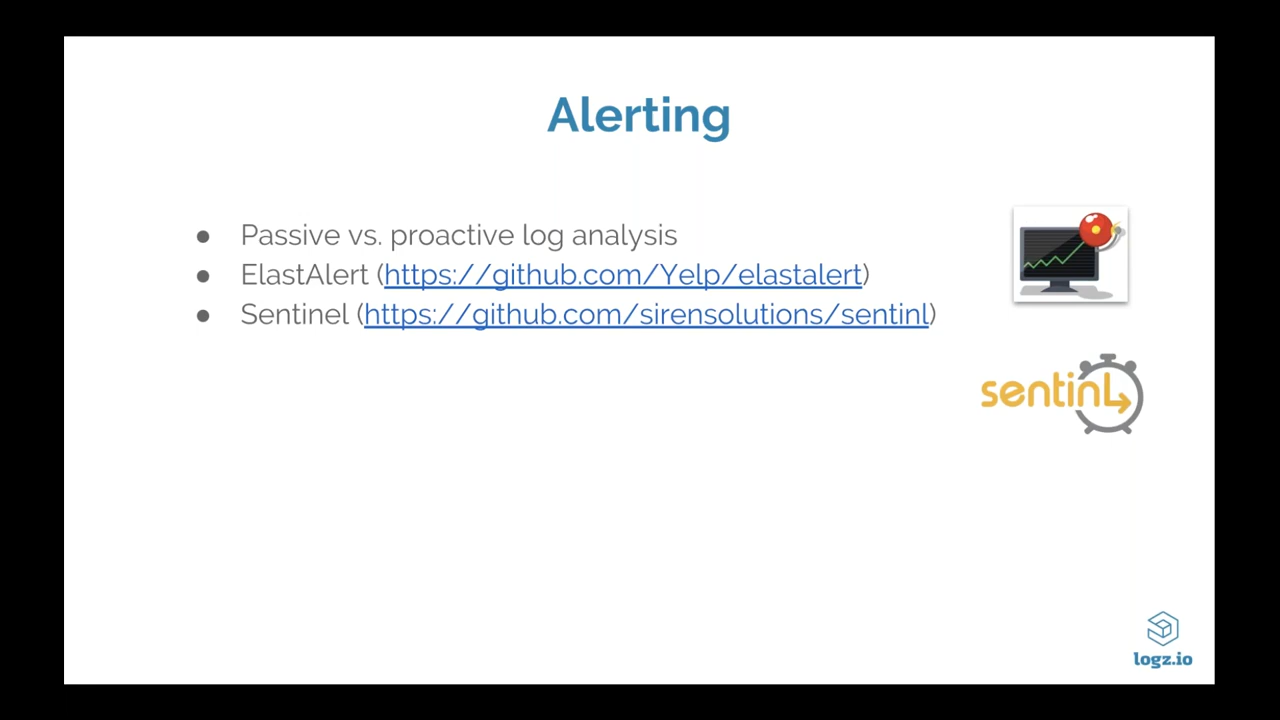 Alerting
● Passive vs. proactive log analysis
● ElastAlert (https://github.com/Yelp/elastalert)
● Sentinel (https://github.com/sirensolutions/sentinl)
sentinL
logz.io